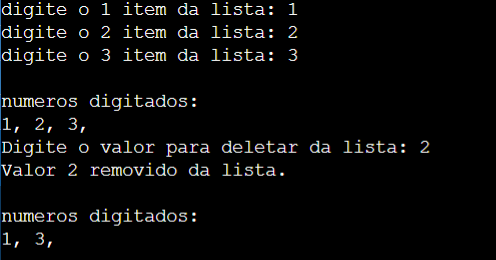 digite o 1 item da lista: 1
digite o 2 item da lista: 2
digite o 3 item da lista: 3
numeros digitados:
1, 2, 3,
Digite o valor para deletar da lista: 2
Valor 2 removido da lista.
numeros digitados:
1, 3,